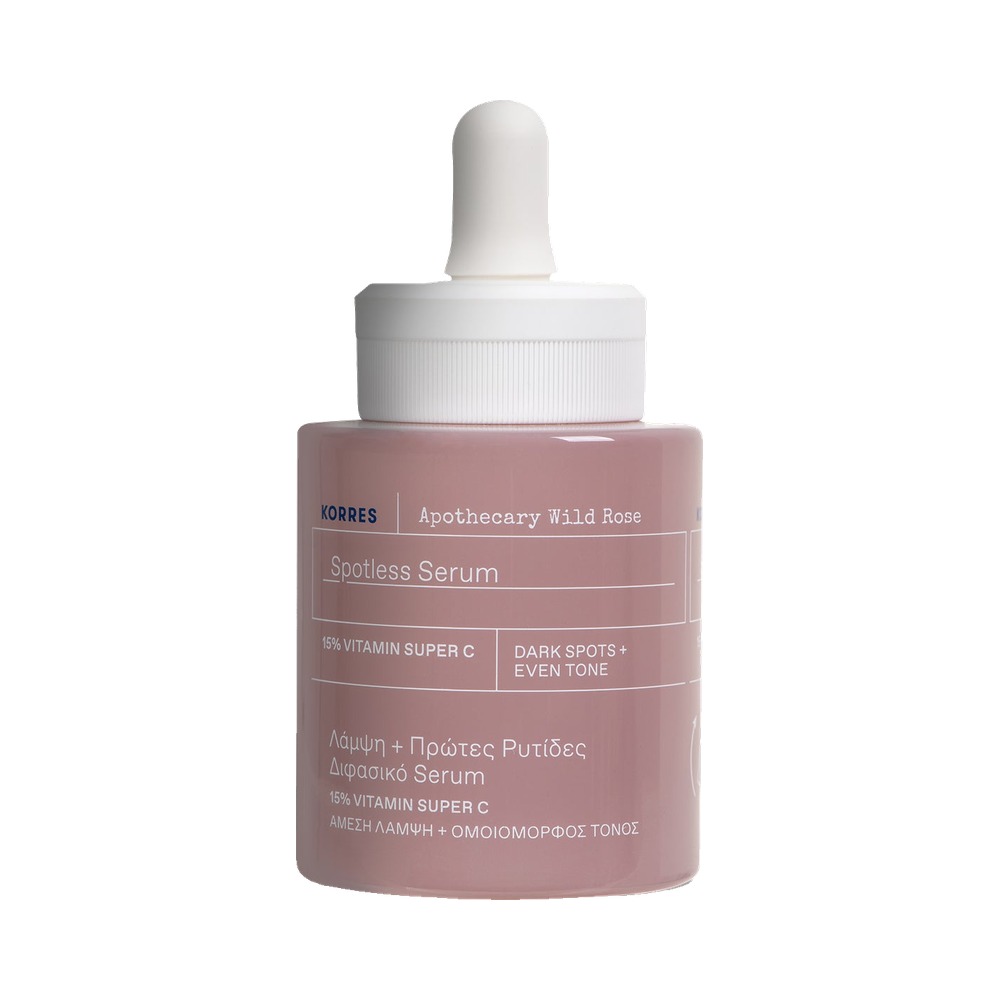 KORRES
Apothecary Wild Rose
Spotless Serum
15% VITAMIN SUPER C
DARK SPOTS +
EVEN TONE
Λάμψη + Πρώτες Ρυτίδες
Διφασικό Serum
15% VITAMIN SUPER C
ΑΜΕΣΗ ΛΑΜΨΗ + ΟΜΟΙΟΜΟΡΦΟΣ ΤΟΝΟΣ